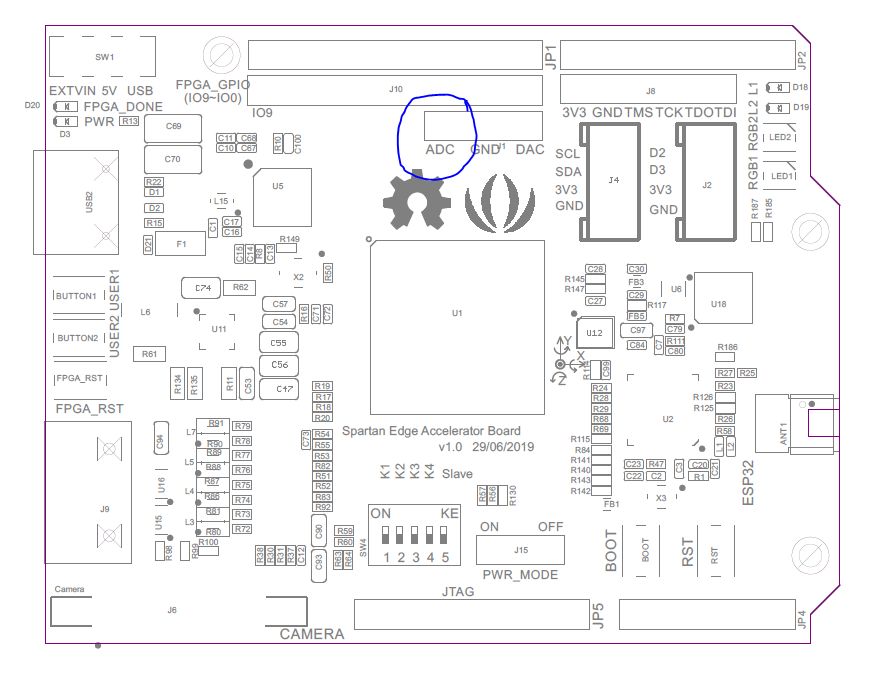 SW1
JP1
JP2
EXTVIN 5V USB
FPGA_GPIO
(IO9~IO0)
J10
J8
L1
D18
D20
FPGA_DONE
IO9
3V3 GND TMS TCK TDO TDI
L2
D19
D3
PWR
R13
C69
C11
C68
C10
C67
R10
C100
ADC
GND
J1
DAC
RGB2
LED2
C70
SCL
SDA
3V3
GND
J4
D2
D3
3V3
GND
J2
RGB1
LED1
USB2
R22
D1
D2
R15
L15
U5
R187
R185
C1
C17
C16
D21
F1
C15
C14
R8
C13
R149
X2
R50
BUTTON1
USER1
C74
R62
U1
C28
R145
R147
C27
C30
FB3
C29
R117
FB5
U6
U18
L6
U11
C57
C54
R16
C71
C72
BUTTON2
USER2
C55
U12
C97
C84
R7
C79
R111
C80
C7
R61
C56
Y
X
Z
C99
R186
FPGA_RST
FPGA_RST
R134
R135
R11
C53
C47
R19
R17
R18
R20
R24
R28
R29
R68
R69
U2
R27
R25
R23
R126
R125
R26
R58
L1
L2
ANT1
ESP32
C94
L7
R91
R90
R89
R79
R78
R77
C73
R54
R55
R53
R82
R51
R52
R83
R92
Spartan Edge Accelerator Board
v1.0 29/06/2019
R115
R84
R141
R140
R143
R142
FB1
C23
R47
C22
C2
C3
C20
R1
C21
X3
L5
R88
R87
R76
R75
K1 K2 K3 K4 Slave
R57
R56
R130
J9
U16
L4
R86
R81
R74
R73
U15
L3
R80
R72
R98
R99
R100
R38
R30
R31
R37
C12
C90
C93
R59
R60
R63
R64
SW4
ON
KE
1 2 3 4 5
ON
OFF
J15
PWR_MODE
BOOT
BOOT
RST
RST
Camera
J6
CAMERA
JTAG
JP5
JP4